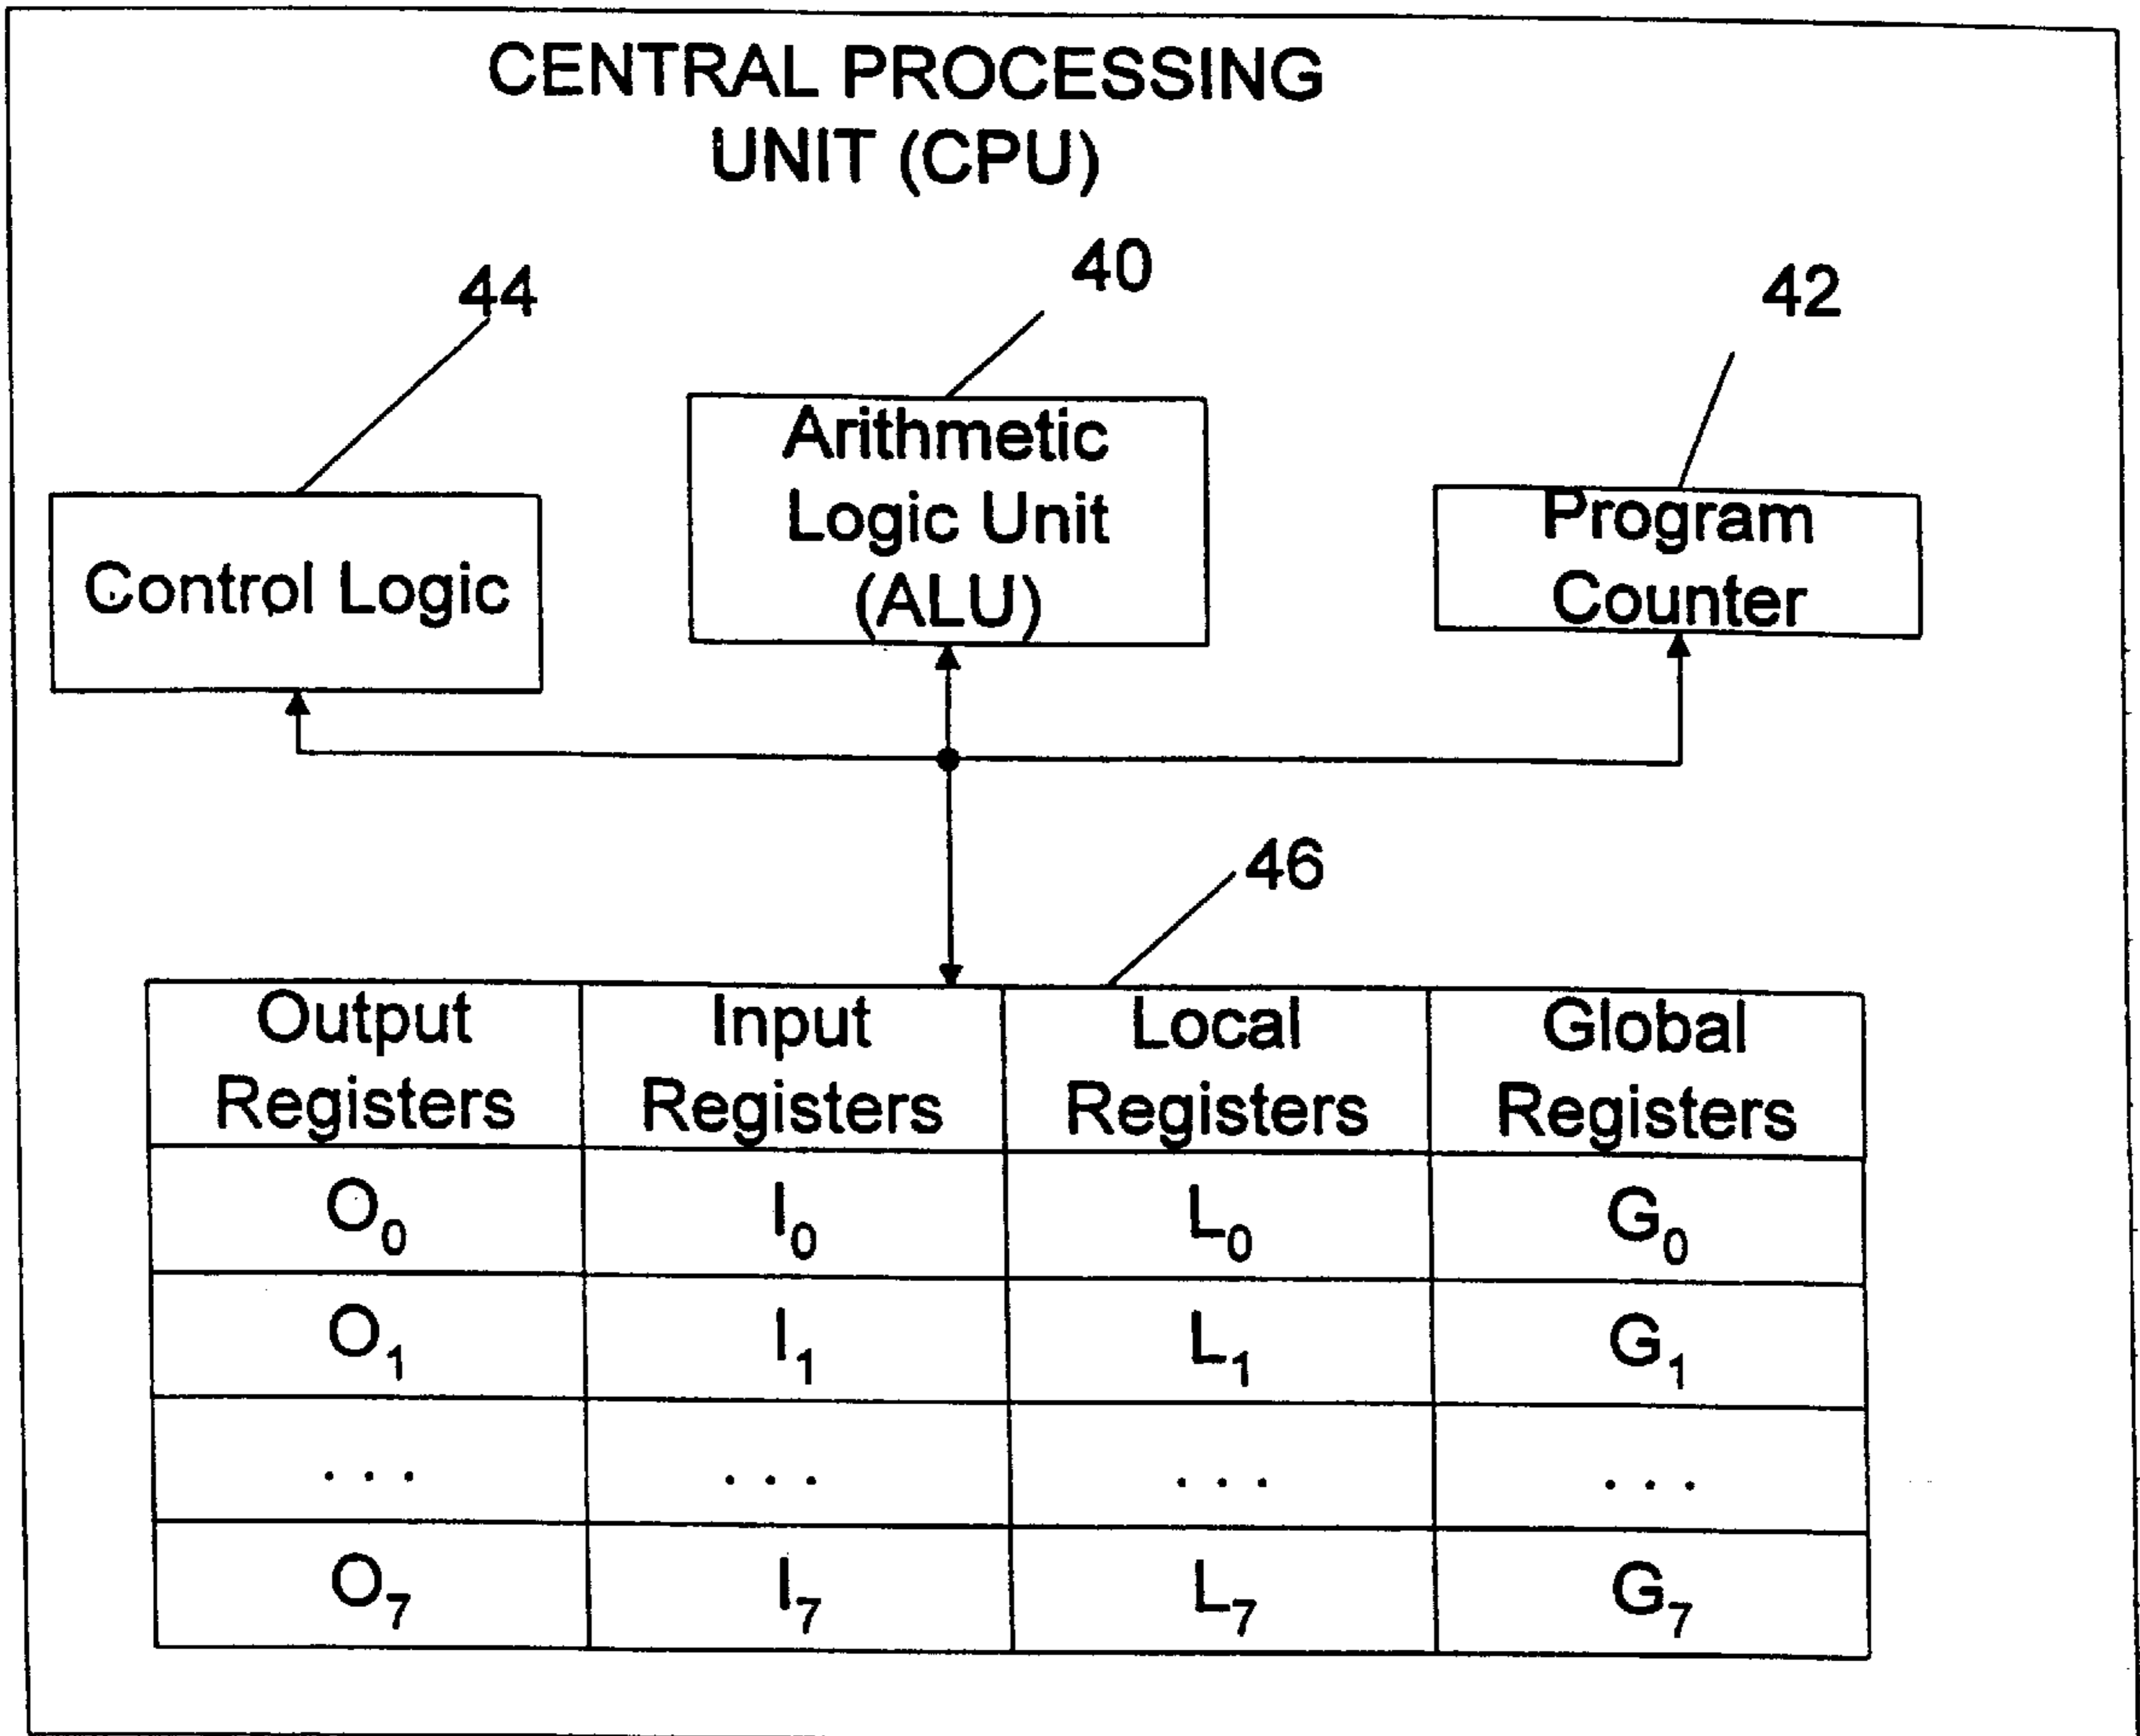 CENTRAL PROCESSING
UNIT (CPU)
44
40
42
Control Logic
Arithmetic
Logic Unit
(ALU)
Program
Counter
46
Output Registers Input Registers Local Registers Global Registers
O₀ I₀ L₀ G₀
O₁ I₁ L₁ G₁
. . . . . . . . . . . .
O₇ I₇ L₇ G₇